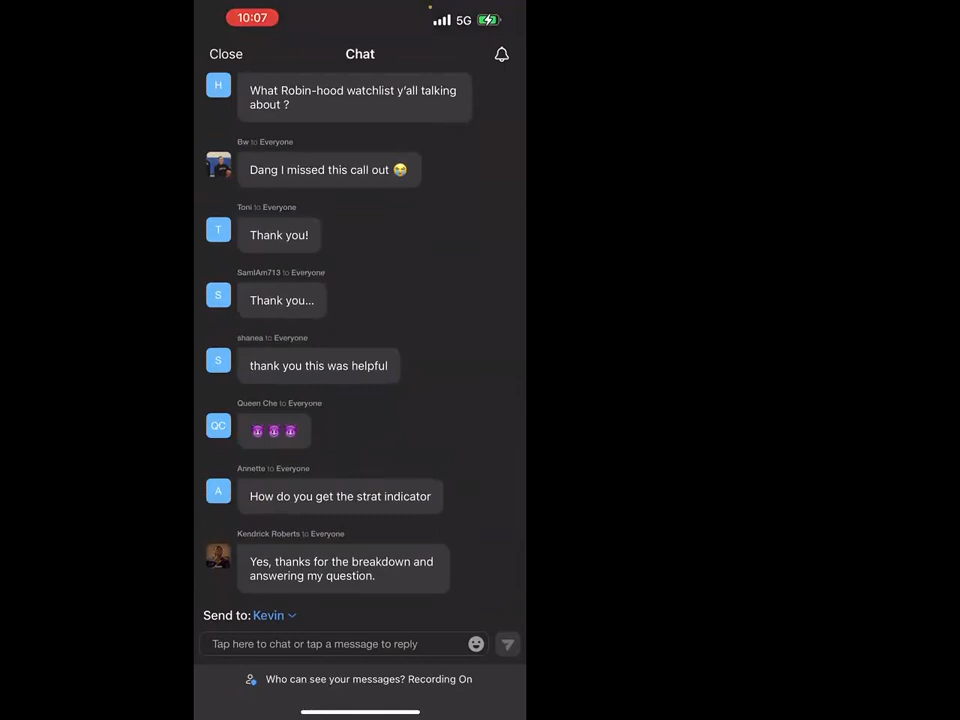 10:07
5G
Close
Chat
H
What Robin-hood watchlist y'all talking
about ?
Bw to Everyone
Dang I missed this call out 😭
Toni to Everyone
T
Thank you!
SamIAm713 to Everyone
S
Thank you...
shanea to Everyone
S
thank you this was helpful
Queen Che to Everyone
QC
😈 😈 😈
Annette to Everyone
A
How do you get the strat indicator
Kendrick Roberts to Everyone
Yes, thanks for the breakdown and
answering my question.
Send to: Kevin
Tap here to chat or tap a message to reply
Who can see your messages? Recording On